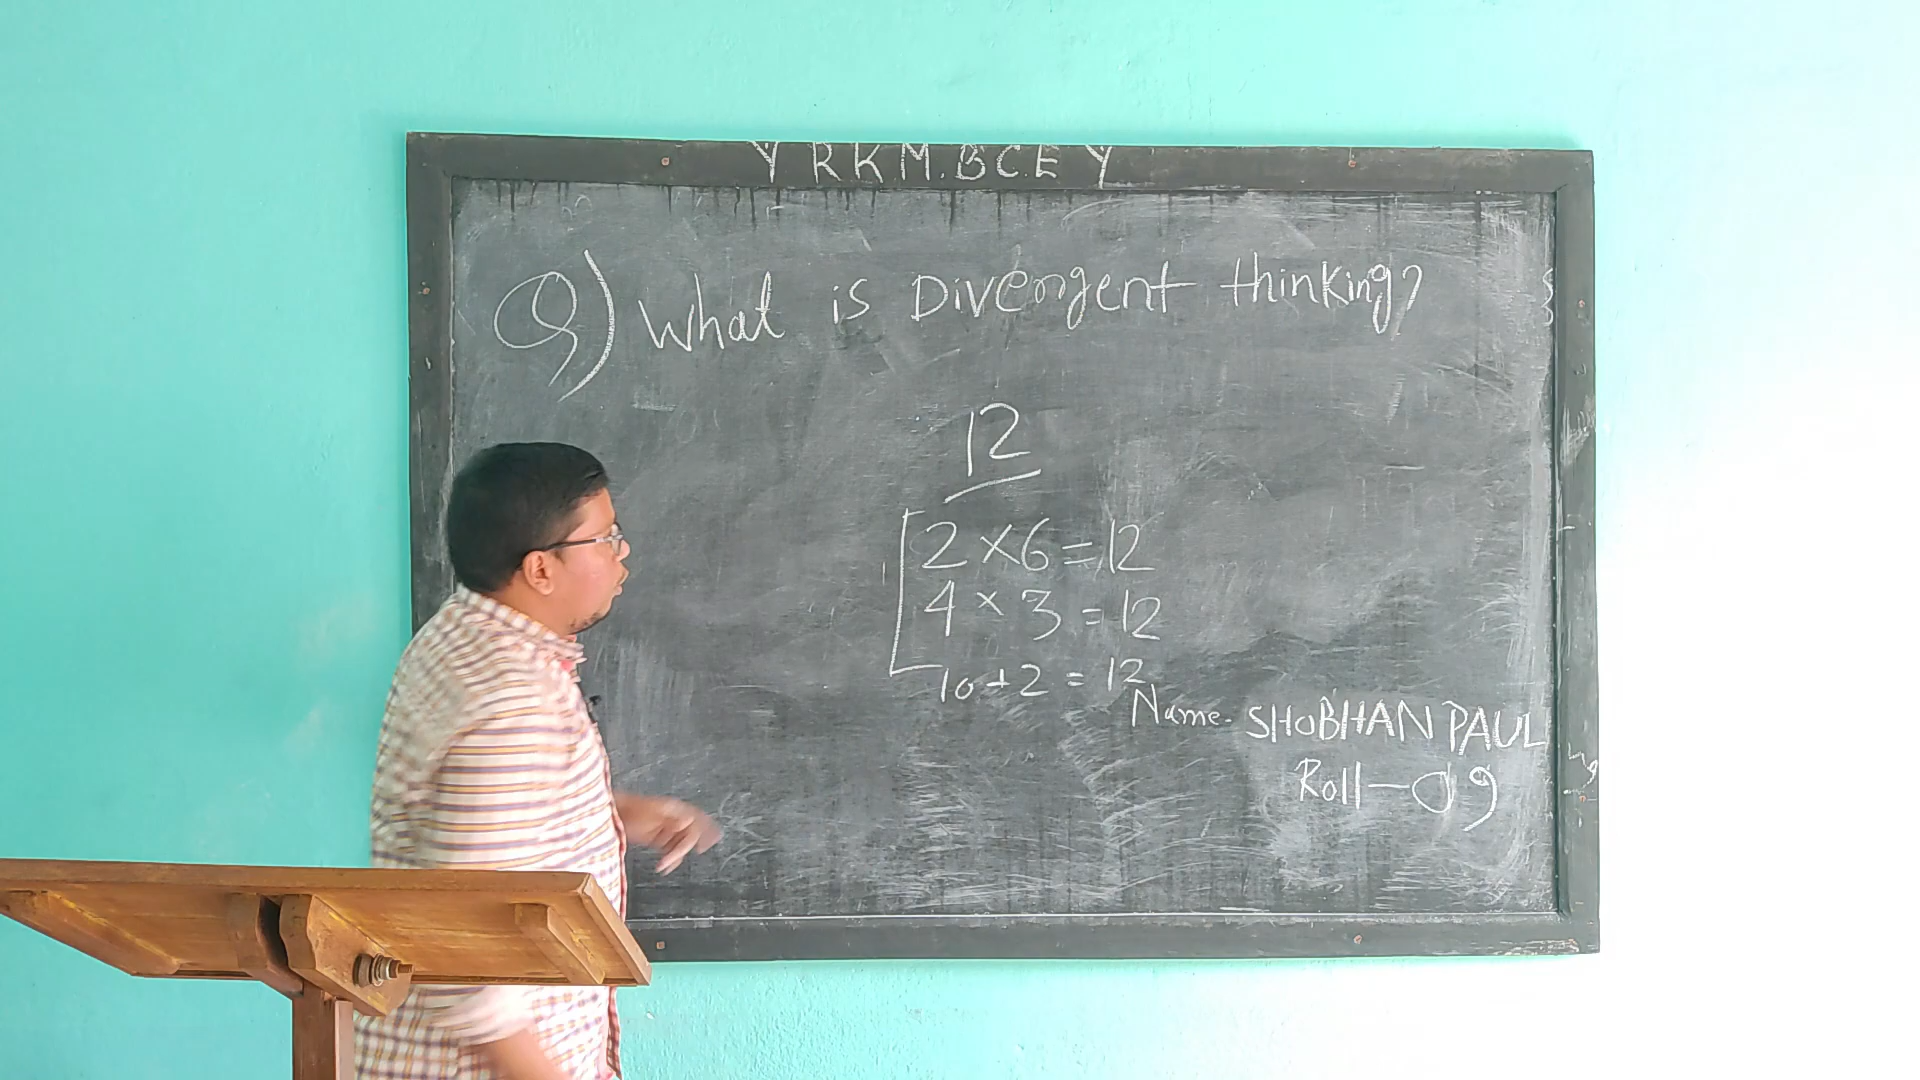 Y R.K.M.B.C.E Y
Q) What is Divergent thinking?
12
2 × 6 = 12
4 × 3 = 12
10 + 2 = 12
Name - SHOBHAN PAUL
Roll - 09